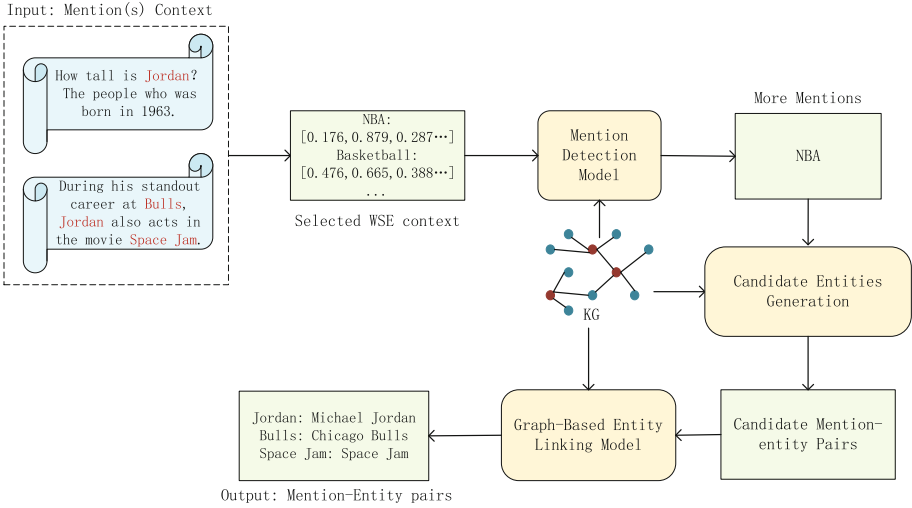 Input: Mention(s) Context
How tall is Jordan?
The people who was
born in 1963.
During his standout
career at Bulls,
Jordan also acts in
the movie Space Jam.
NBA:
[0.176,0.879,0.287…]
Basketball:
[0.476,0.665,0.388…]
...
Selected WSE context
Mention
Detection
Model
More Mentions
NBA
KG
Candidate Entities
Generation
Candidate Mention-
entity Pairs
Graph-Based Entity
Linking Model
Jordan: Michael Jordan
Bulls: Chicago Bulls
Space Jam: Space Jam
Output: Mention-Entity pairs